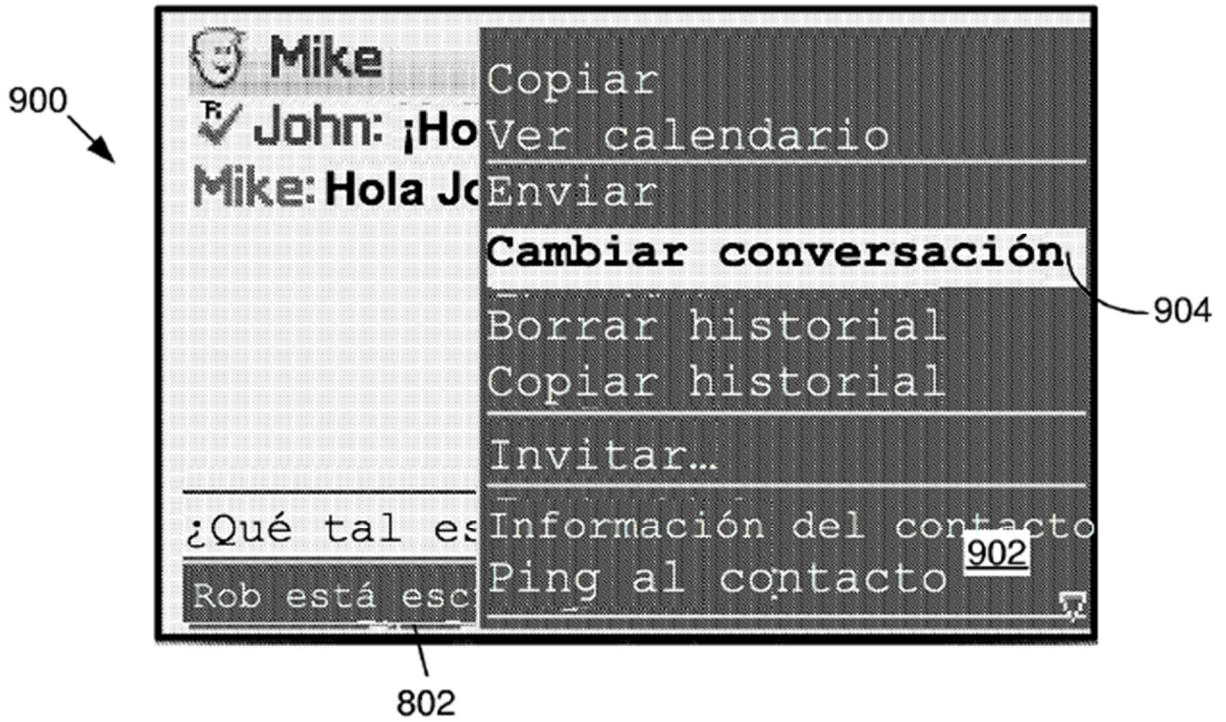 900
Mike
John: ¡Ho
Mike: Hola Jo
¿Qué tal es
Rob está esc
802
Copiar
Ver calendario
Enviar
Cambiar conversación
904
Borrar historial
Copiar historial
Invitar…
Información del contacto
902
Ping al contacto